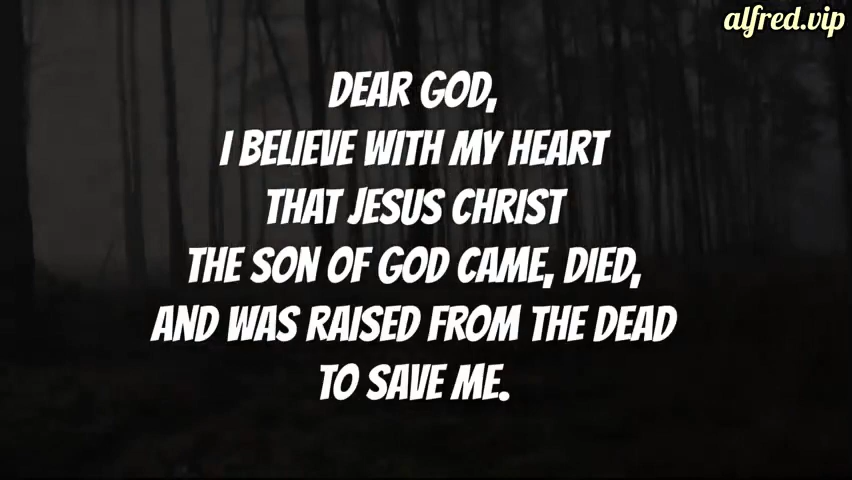 alfred.vip
DEAR GOD,
I BELIEVE WITH MY HEART
THAT JESUS CHRIST
THE SON OF GOD CAME, DIED,
AND WAS RAISED FROM THE DEAD
TO SAVE ME.